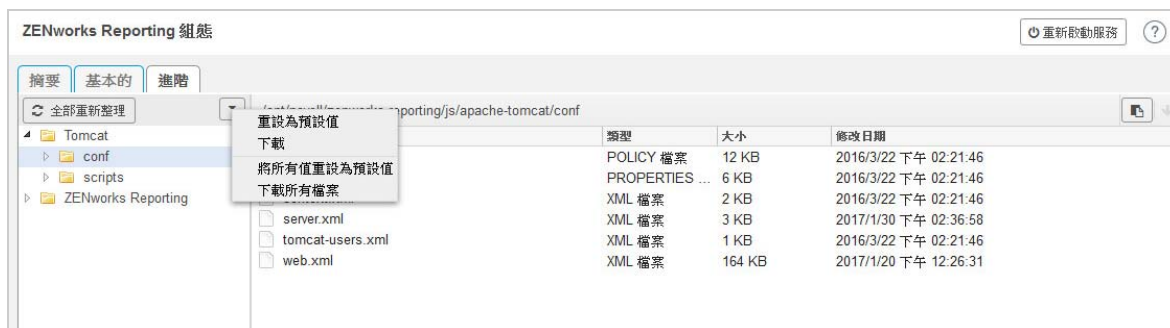 ZENworks Reporting 組態
重新啟動服務 ?
摘要 基本的 進階
全部重新整理
porting/js/apache-tomcat/conf
重設為預設值
下載
將所有值重設為預設值
下載所有檔案
Tomcat
conf
scripts
ZENworks Reporting
類型 大小 修改日期
POLICY 檔案 12 KB 2016/3/22 下午 02:21:46
PROPERTIES ... 6 KB 2016/3/22 下午 02:21:46
XML 檔案 2 KB 2016/3/22 下午 02:21:46
server.xml XML 檔案 3 KB 2017/1/30 下午 02:36:58
tomcat-users.xml XML 檔案 1 KB 2016/3/22 下午 02:21:46
web.xml XML 檔案 164 KB 2017/1/20 下午 12:26:31